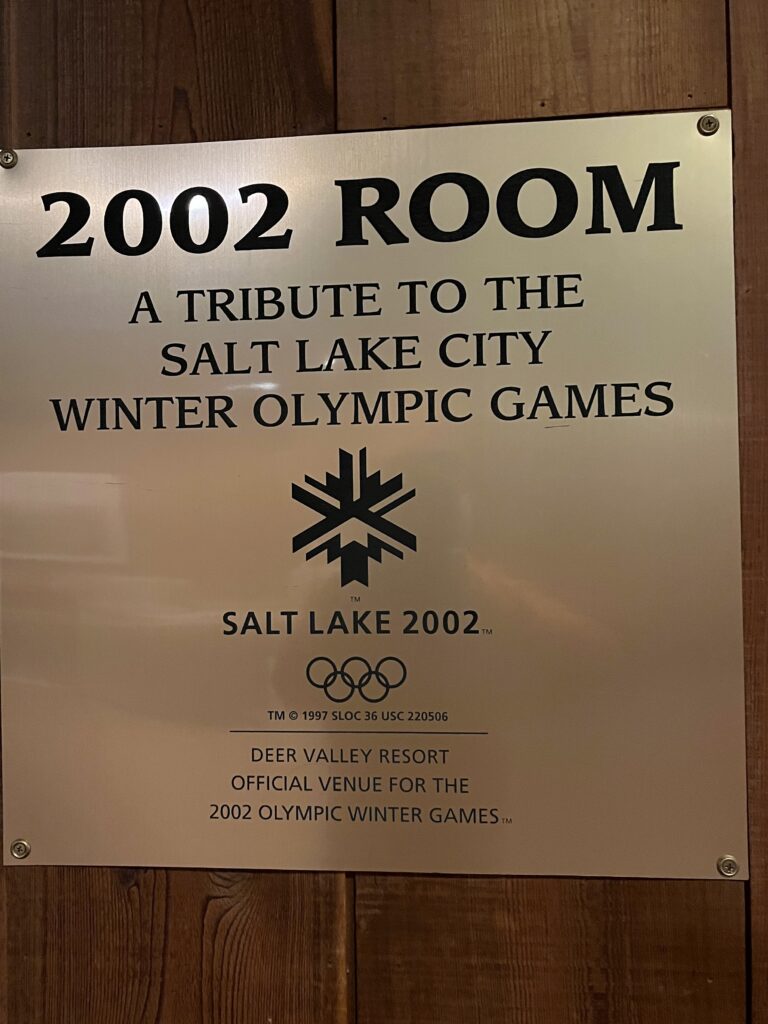 2002 ROOM
A TRIBUTE TO THE
SALT LAKE CITY
WINTER OLYMPIC GAMES
TM
SALT LAKE 2002™
TM © 1997 SLOC 36 USC 220506
DEER VALLEY RESORT
OFFICIAL VENUE FOR THE
2002 OLYMPIC WINTER GAMES™